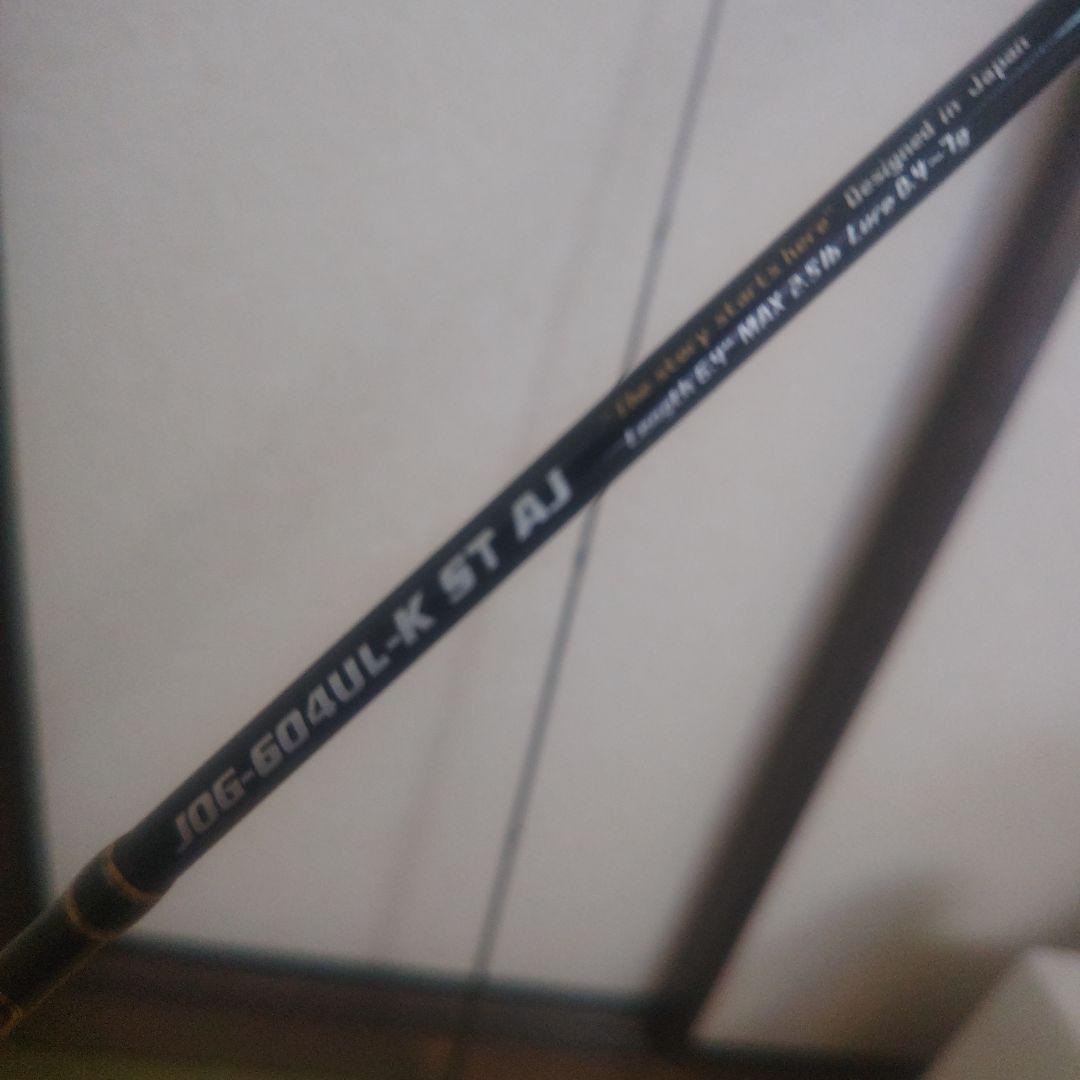 JOG-604UL-K ST AJ
"The story starts here" Designed in Japan
Length 6.4" MAX 2.5lb Lure 0.4-7g